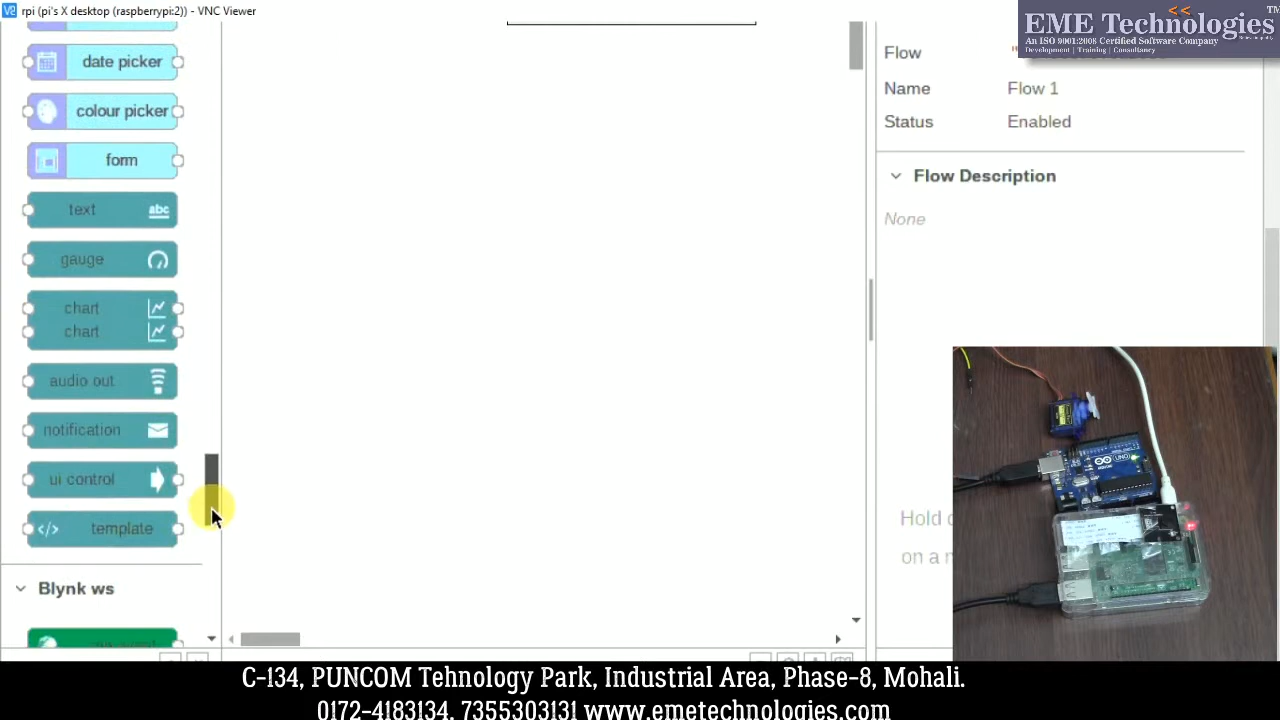 rpi (pi's X desktop (raspberrypi:2)) - VNC Viewer
<<
TM
EME Technologies
An ISO 9001:2008 Certified Software Company
Development | Training | Consultancy
date picker
colour picker
form
text
abc
gauge
chart
chart
audio out
notification
ui control
</>
template
Blynk ws
Flow
Name
Flow 1
Status
Enabled
Flow Description
None
Hold
on a
UNO
C-134, PUNCOM Tehnology Park, Industrial Area, Phase-8, Mohali.
0172-4183134, 7355303131 www.emetechnologies.com